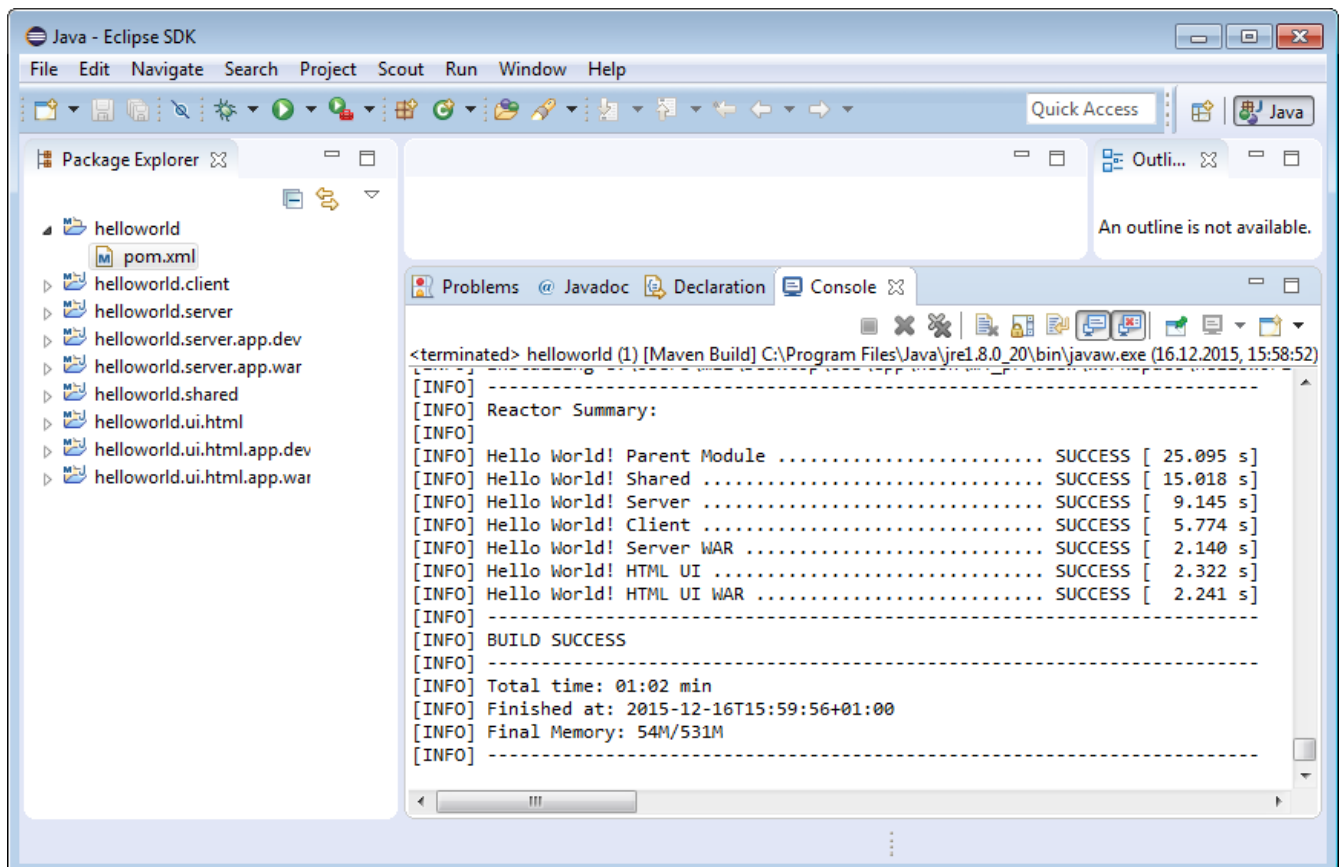 Java - Eclipse SDK
File Edit Navigate Search Project Scout Run Window Help
Quick Access
Java
Package Explorer
helloworld
pom.xml
helloworld.client
helloworld.server
helloworld.server.app.dev
helloworld.server.app.war
helloworld.shared
helloworld.ui.html
helloworld.ui.html.app.dev
helloworld.ui.html.app.war
Outli...
An outline is not available.
Problems @ Javadoc Declaration Console
<terminated> helloworld (1) [Maven Build] C:\Program Files\Java\jre1.8.0_20\bin\javaw.exe (16.12.2015, 15:58:52)
[INFO] ------------------------------------------------------------------------
[INFO] Reactor Summary:
[INFO]
[INFO] Hello World! Parent Module ......................... SUCCESS [ 25.095 s]
[INFO] Hello World! Shared ................................ SUCCESS [ 15.018 s]
[INFO] Hello World! Server ................................ SUCCESS [  9.145 s]
[INFO] Hello World! Client ................................ SUCCESS [  5.774 s]
[INFO] Hello World! Server WAR ............................ SUCCESS [  2.140 s]
[INFO] Hello World! HTML UI ............................... SUCCESS [  2.322 s]
[INFO] Hello World! HTML UI WAR ........................... SUCCESS [  2.241 s]
[INFO] ------------------------------------------------------------------------
[INFO] BUILD SUCCESS
[INFO] ------------------------------------------------------------------------
[INFO] Total time: 01:02 min
[INFO] Finished at: 2015-12-16T15:59:56+01:00
[INFO] Final Memory: 54M/531M
[INFO] ------------------------------------------------------------------------